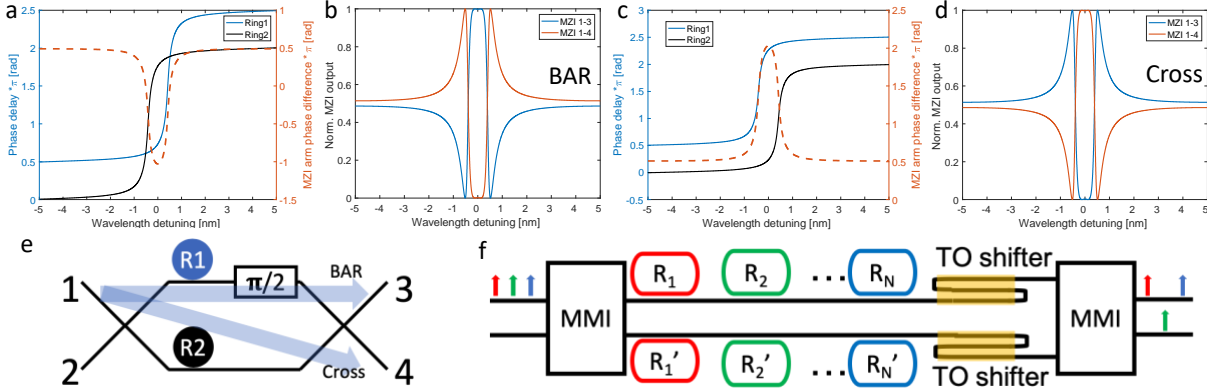 a
Phase delay *π [rad]
2.5
2
1.5
1
0.5
0
Ring1
Ring2
1
0.5
0
-0.5
-1
-1.5
MZI arm phase difference * π [rad]
-5 -4 -3 -2 -1 0 1 2 3 4 5
Wavelength detuning [nm]
b
Norm. MZI output
1
0.8
0.6
0.4
0.2
0
MZI 1-3
MZI 1-4
BAR
-5 -4 -3 -2 -1 0 1 2 3 4 5
Wavelength detuning [nm]
c
Phase delay *π [rad]
3
2.5
2
1.5
1
0.5
0
-0.5
Ring1
Ring2
2.5
2
1.5
1
0.5
0
MZI arm phase difference * π [rad]
-5 -4 -3 -2 -1 0 1 2 3 4 5
Wavelength detuning [nm]
d
Norm. MZI output
1
0.8
0.6
0.4
0.2
0
MZI 1-3
MZI 1-4
Cross
-5 -4 -3 -2 -1 0 1 2 3 4 5
Wavelength detuning [nm]
e
1
2
R1
π/2
R2
BAR
Cross
3
4
f
MMI
R1 R2 ... RN
TO shifter
R1' R2' ... RN'
TO shifter
MMI